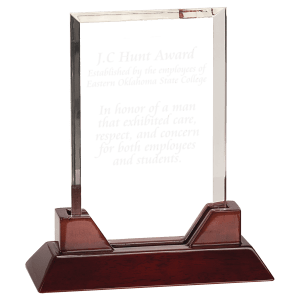 J.C Hunt Award
Established by the employees of
Eastern Oklahoma State College
In honor of a man
that exhibited care,
respect, and concern
for both employees
and students.